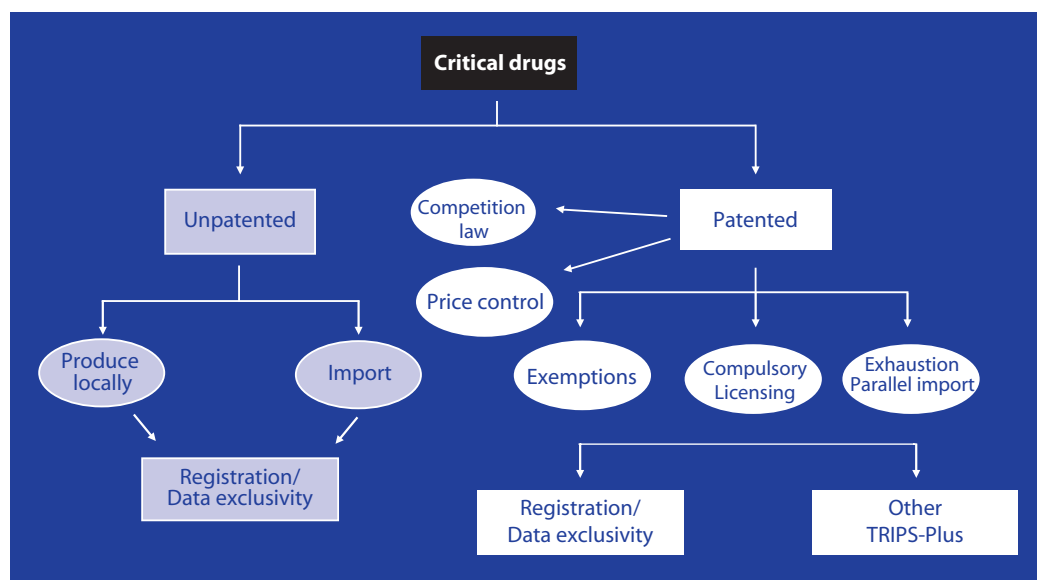 Critical drugs
Unpatented
Competition
law
Patented
Price control
Produce
locally
Import
Exemptions
Compulsory
Licensing
Exhaustion
Parallel import
Registration/
Data exclusivity
Registration/
Data exclusivity
Other
TRIPS-Plus